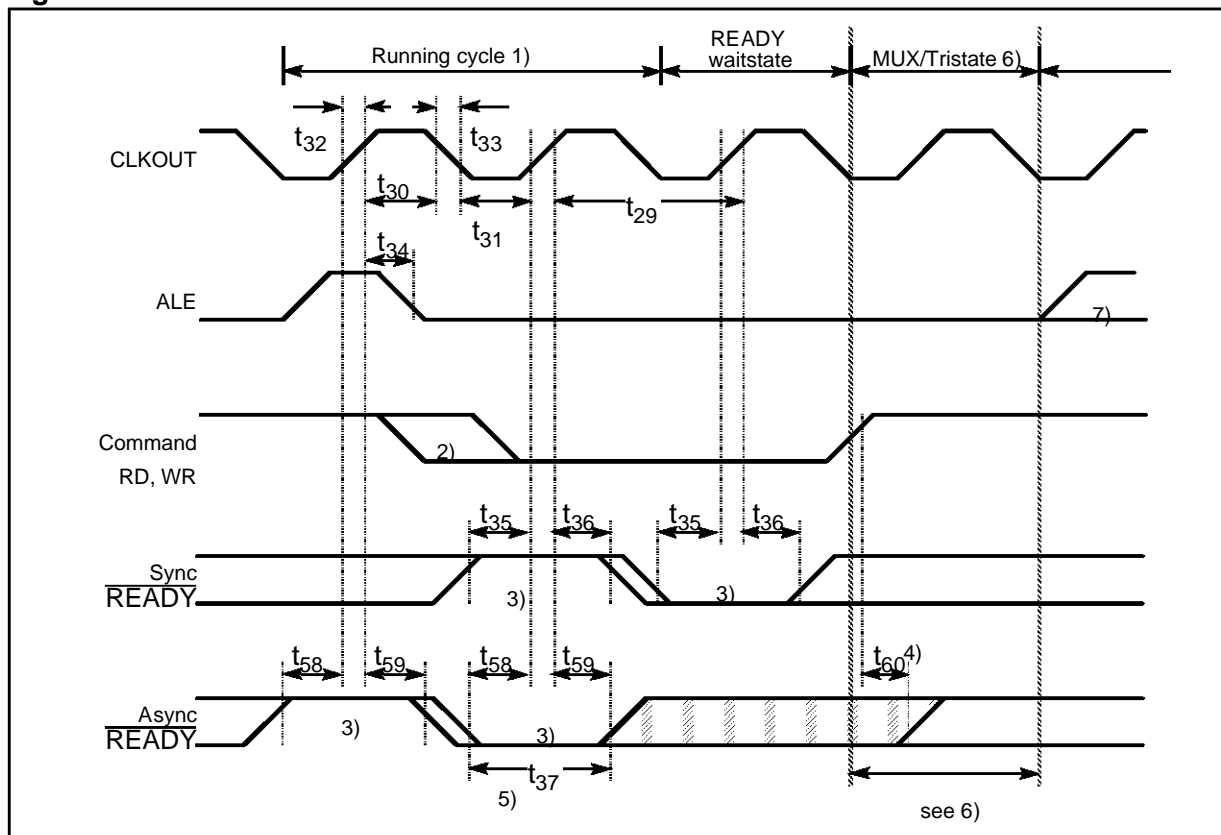 READY
Running cycle 1)
waitstate
MUX/Tristate 6)
t32
t33
CLKOUT
t30
t31
t29
t34
ALE
7)
Command
2)
RD, WR
t35
t36
t35
t36
Sync
READY
3)
3)
t58
t59
t58
t59
t60 4)
Async
READY
3)
3)
t37
5)
see 6)